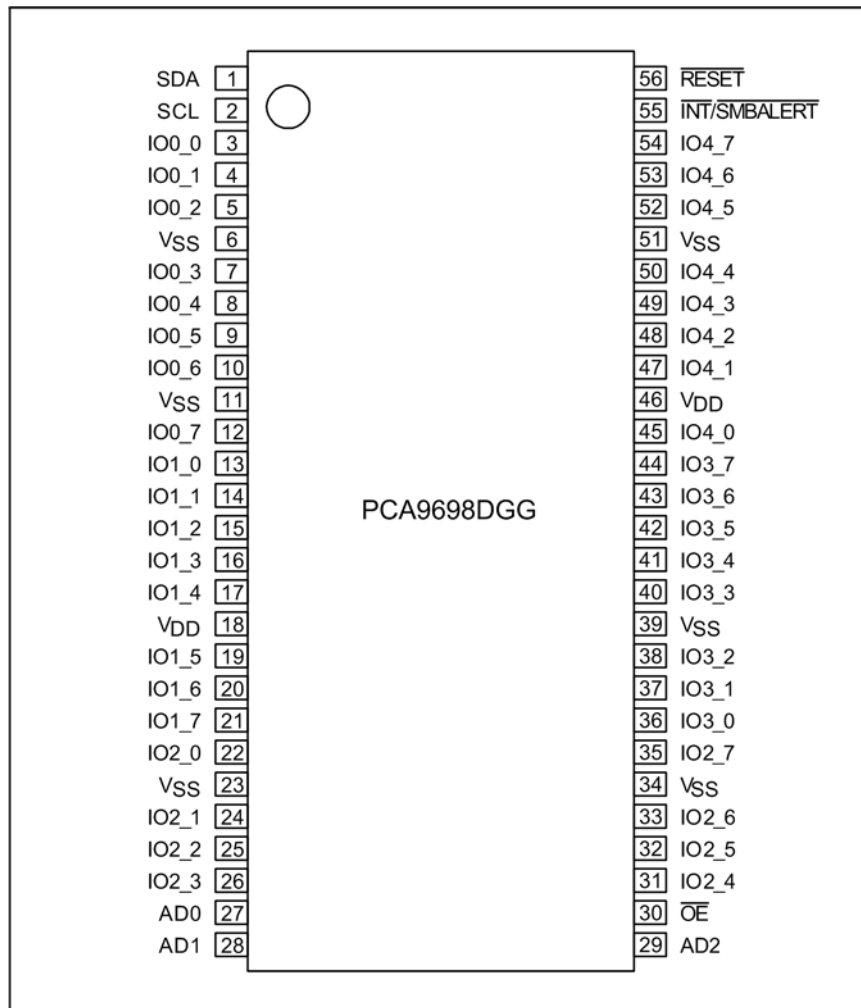 SDA 1 56 RESET
SCL 2 55 INT/SMBALERT
IO0_0 3 54 IO4_7
IO0_1 4 53 IO4_6
IO0_2 5 52 IO4_5
VSS 6 51 VSS
IO0_3 7 50 IO4_4
IO0_4 8 49 IO4_3
IO0_5 9 48 IO4_2
IO0_6 10 47 IO4_1
VSS 11 46 VDD
IO0_7 12 45 IO4_0
IO1_0 13 44 IO3_7
IO1_1 14 43 IO3_6
PCA9698DGG
IO1_2 15 42 IO3_5
IO1_3 16 41 IO3_4
IO1_4 17 40 IO3_3
VDD 18 39 VSS
IO1_5 19 38 IO3_2
IO1_6 20 37 IO3_1
IO1_7 21 36 IO3_0
IO2_0 22 35 IO2_7
VSS 23 34 VSS
IO2_1 24 33 IO2_6
IO2_2 25 32 IO2_5
IO2_3 26 31 IO2_4
AD0 27 30 OE
AD1 28 29 AD2